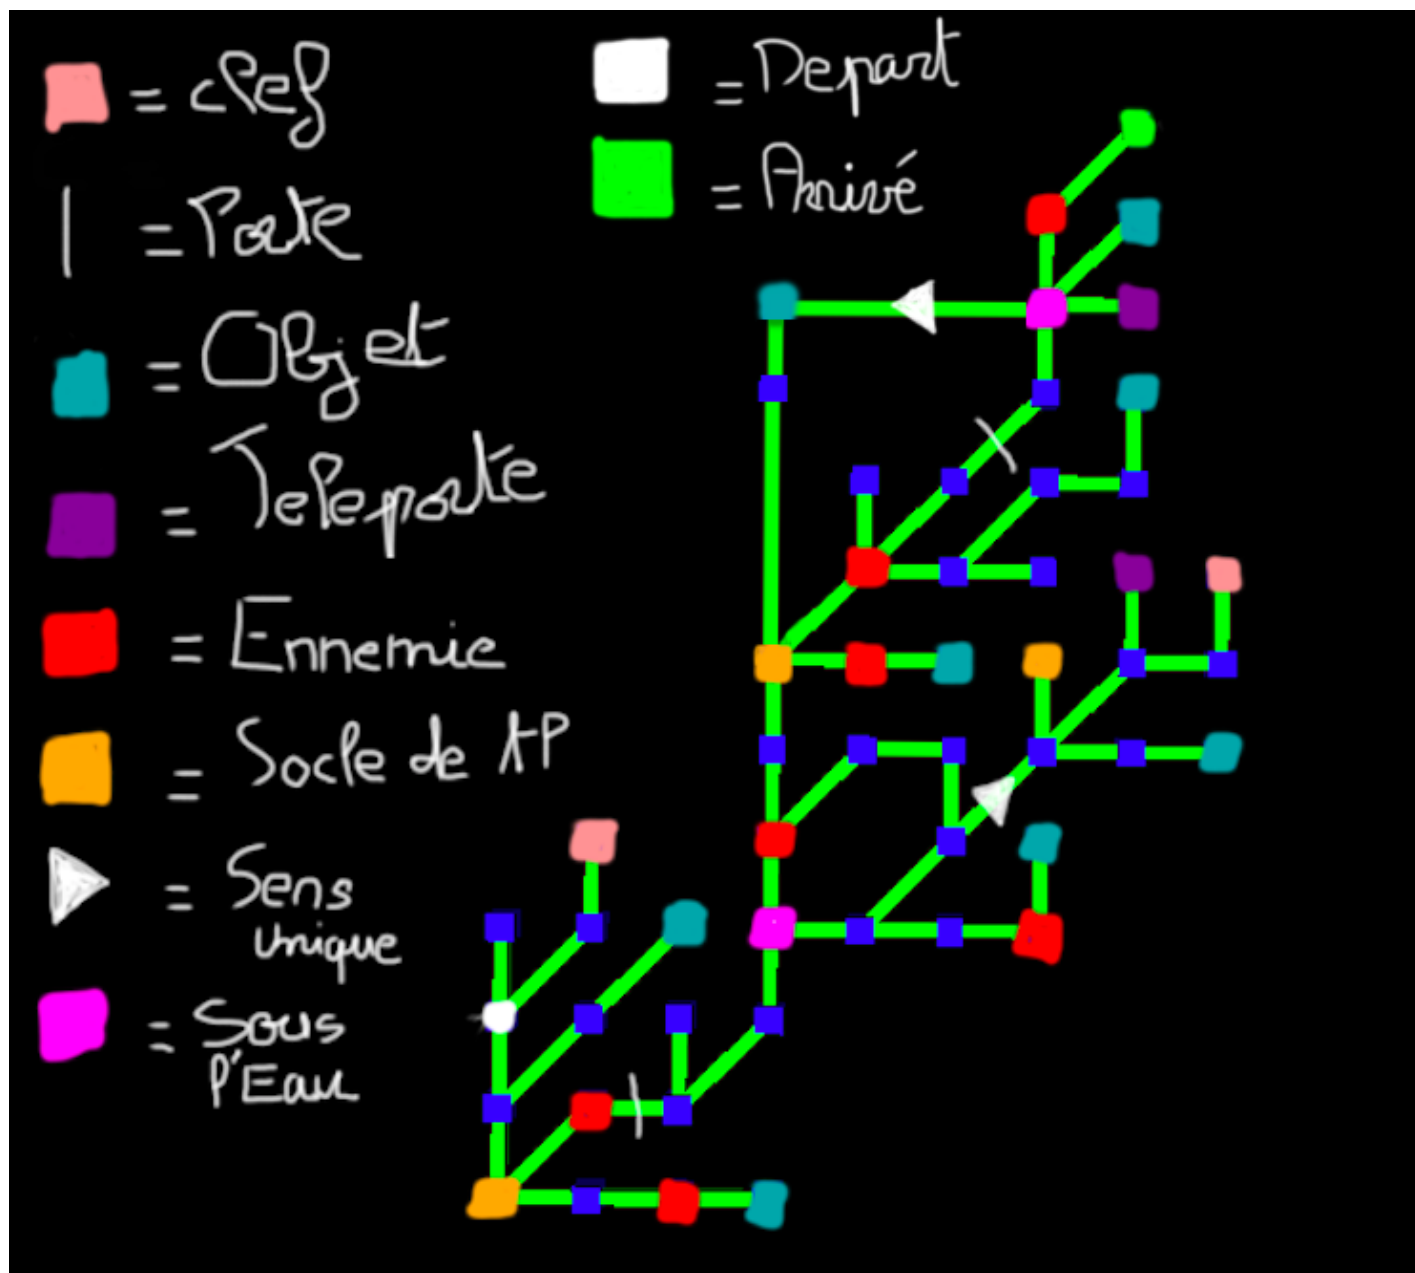 = clef
= Depart
| = Porte
= Arrivé
= Objet
= Teleporte
= Ennemie
= Socle de tP
= Sens
unique
= Sous
l'Eau